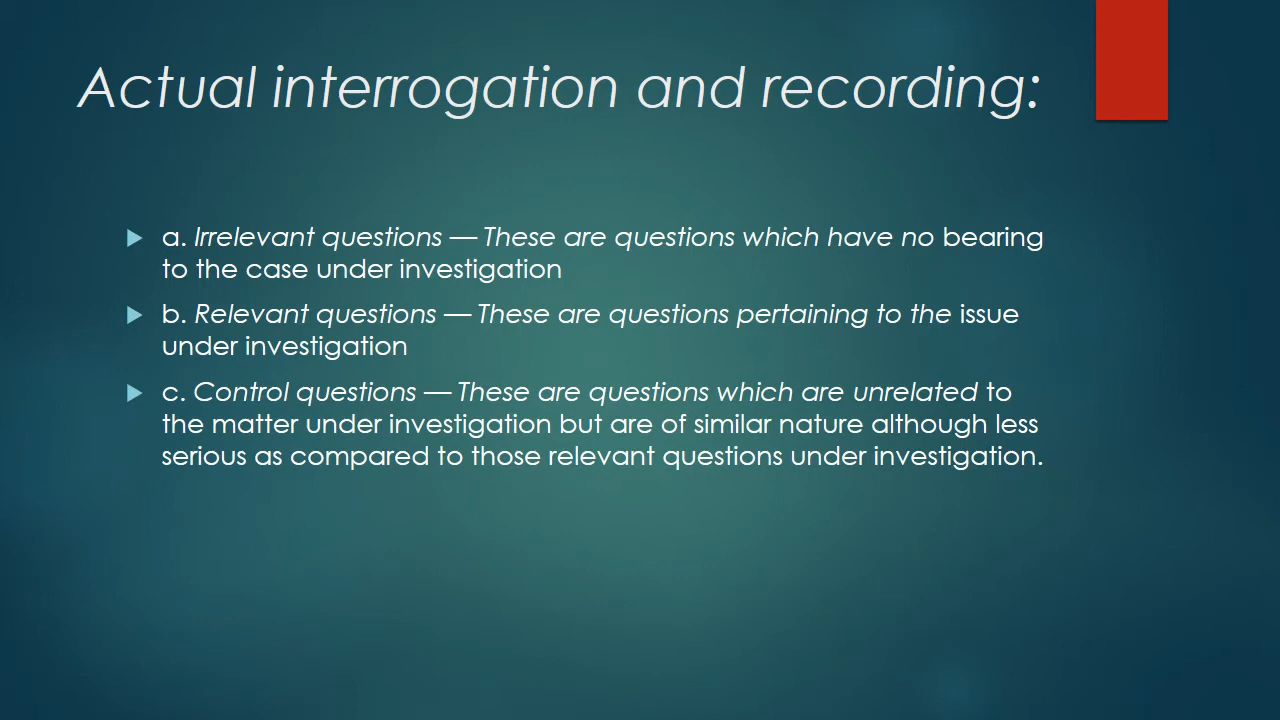 Actual interrogation and recording:
a. Irrelevant questions — These are questions which have no bearing
to the case under investigation
b. Relevant questions — These are questions pertaining to the issue
under investigation
c. Control questions — These are questions which are unrelated to
the matter under investigation but are of similar nature although less
serious as compared to those relevant questions under investigation.